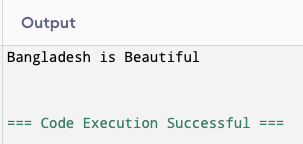 Output
Bangladesh is Beautiful
=== Code Execution Successful ===